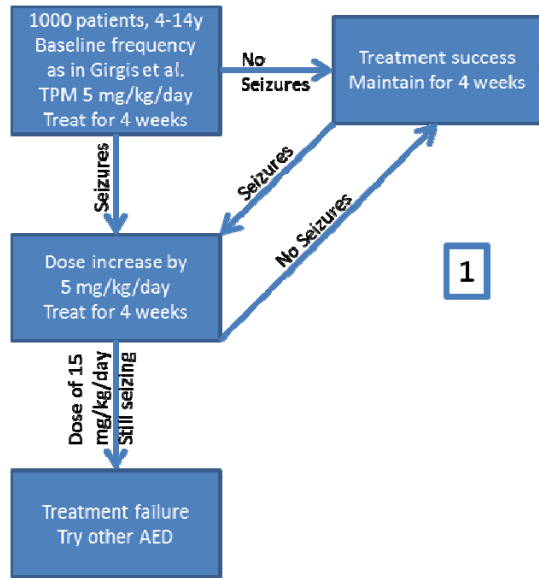 1000 patients, 4-14y
Baseline frequency
as in Girgis et al.
TPM 5 mg/kg/day
Treat for 4 weeks
No
Seizures
Treatment success
Maintain for 4 weeks
Seizures
Seizures
No Seizures
Dose increase by
5 mg/kg/day
Treat for 4 weeks
1
Dose of 15
mg/kg/day
Still seizing
Treatment failure
Try other AED